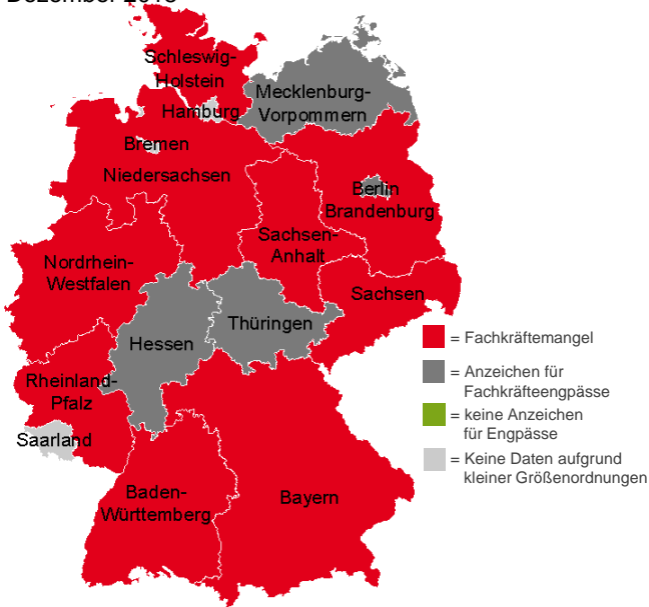 Schleswig-
Holstein
Mecklenburg-
Vorpommern
Hamburg
Bremen
Niedersachsen
Berlin
Brandenburg
Sachsen-
Anhalt
Nordrhein-
Westfalen
Sachsen
Thüringen
Hessen
= Fachkräftemangel
= Anzeichen für
Fachkräfteengpässe
= keine Anzeichen
für Engpässe
= Keine Daten aufgrund
kleiner Größenordnungen
Rheinland-
Pfalz
Saarland
Baden-
Württemberg
Bayern